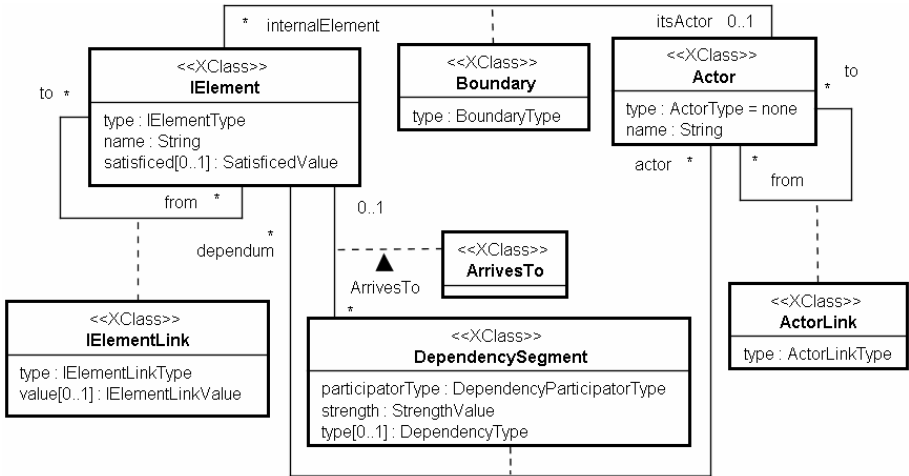 * internalElement
itsActor 0..1
<<XClass>>
IElement
type : IElementType
name : String
satisficed[0..1] : SatisficedValue
<<XClass>>
Boundary
type : BoundaryType
<<XClass>>
Actor
type : ActorType = none
name : String
to *
to
*
from *
0..1
actor *
*
from
*
dependum
ArrivesTo
<<XClass>>
ArrivesTo
*
<<XClass>>
IElementLink
type : IElementLinkType
value[0..1] : IElementLinkValue
<<XClass>>
DependencySegment
participatorType : DependencyParticipatorType
strength : StrengthValue
type[0..1] : DependencyType
<<XClass>>
ActorLink
type : ActorLinkType